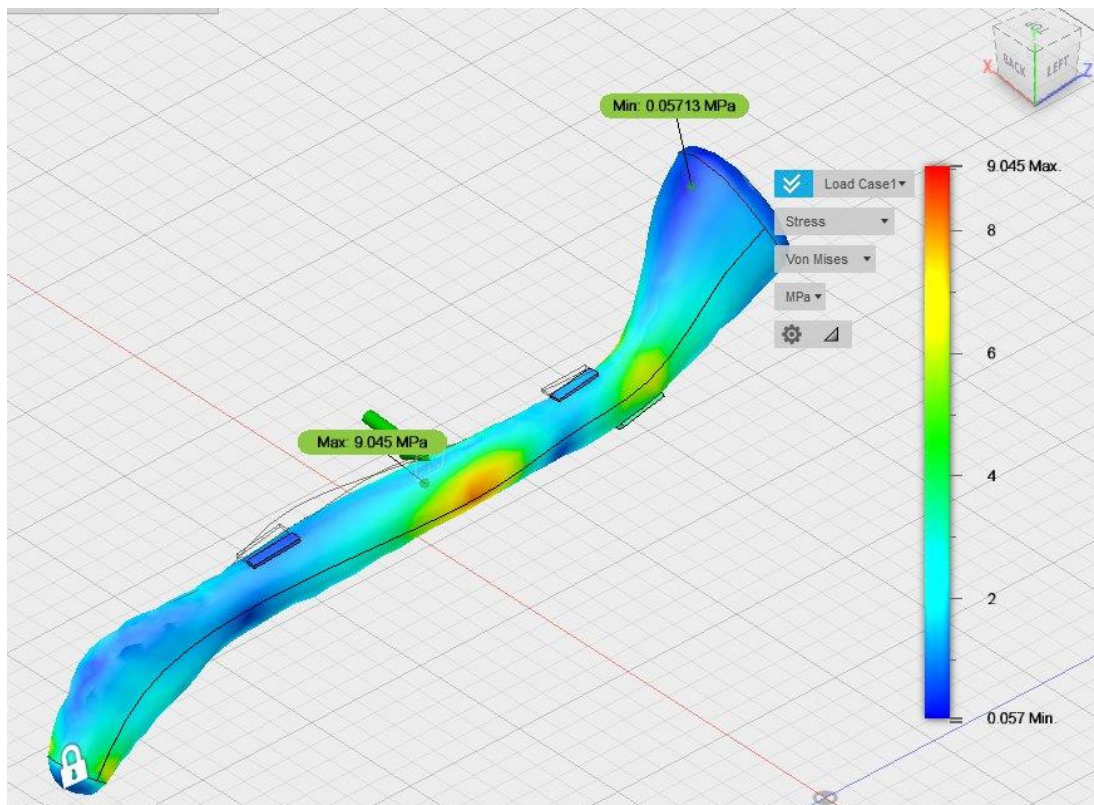 TOP
BACK
LEFT
X
Z
Min: 0.05713 MPa
9.045 Max.
Load Case1
Stress
8
Von Mises
MPa
6
Max: 9.045 MPa
4
2
0.057 Min.